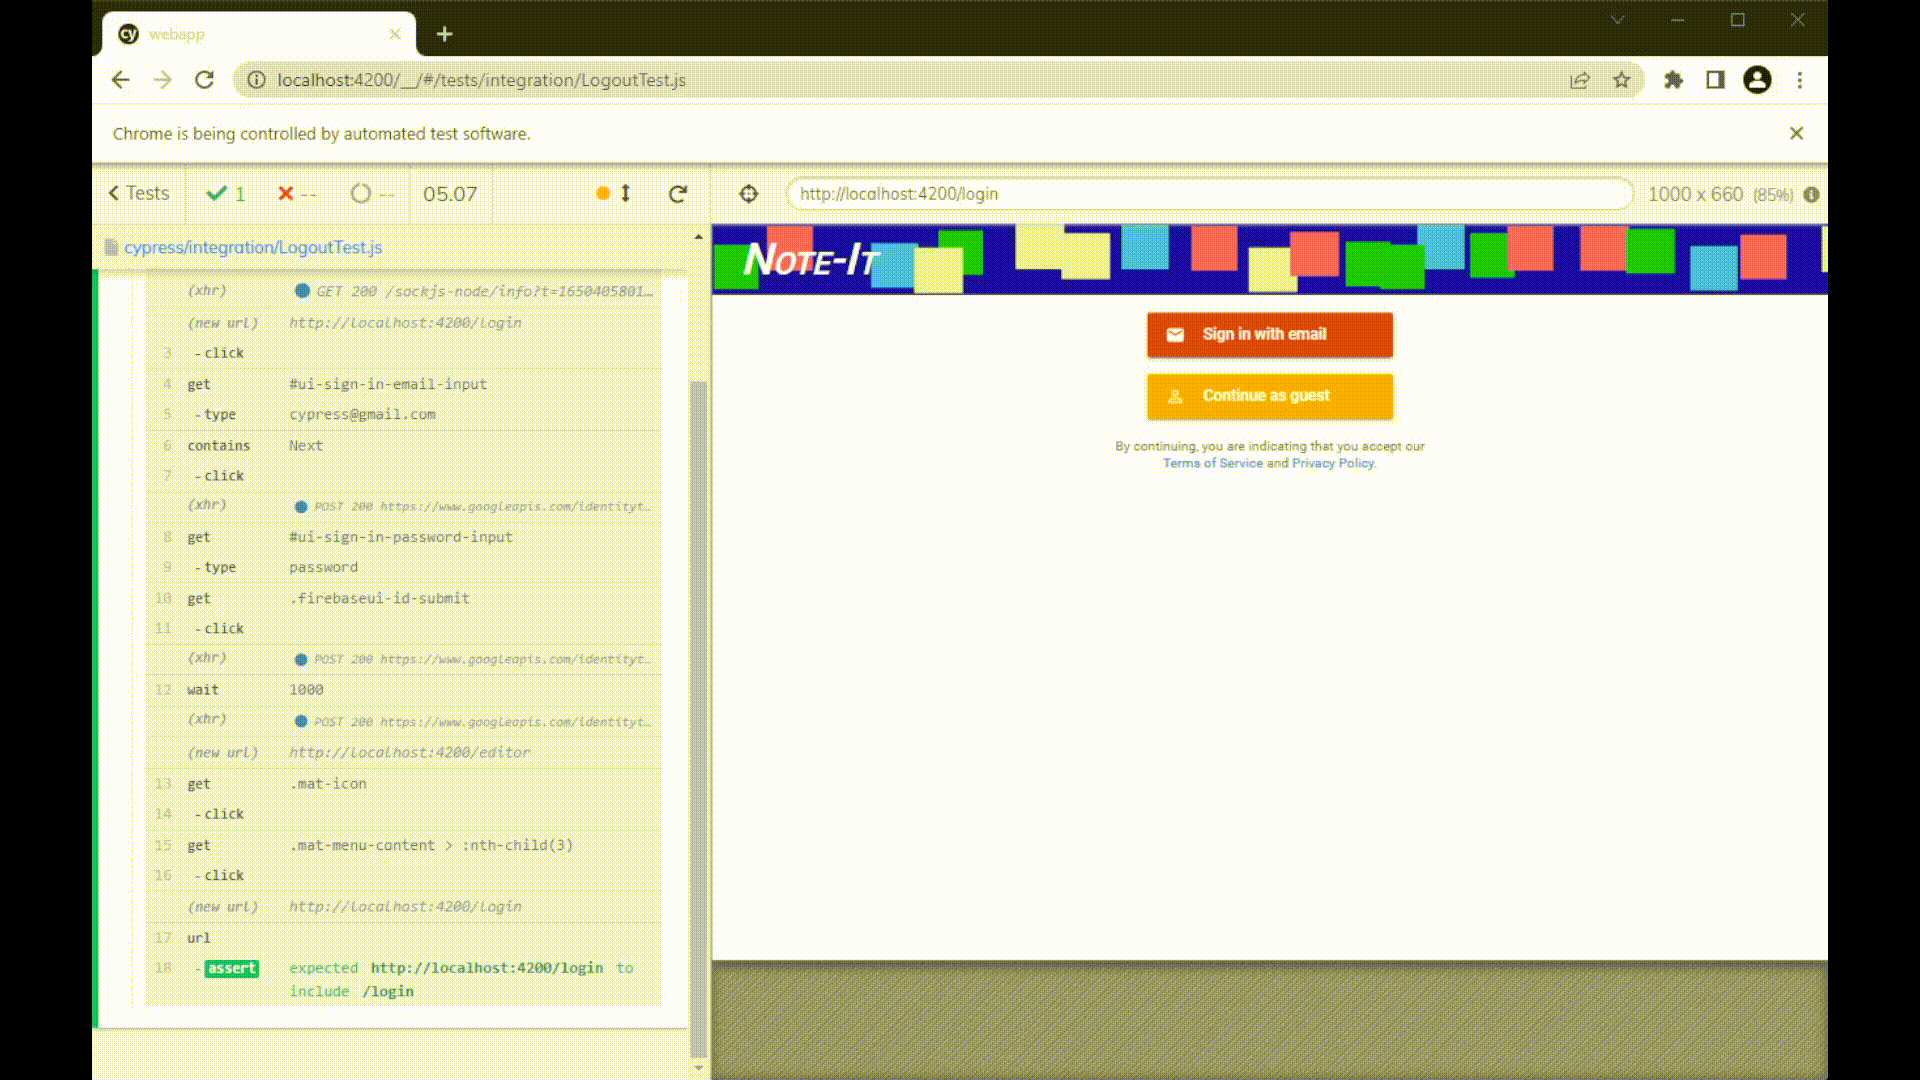 cy webapp
localhost:4200/__/#/tests/integration/LogoutTest.js
Chrome is being controlled by automated test software.
Tests 1 -- -- 05.07
http://localhost:4200/login 1000 x 660 (85%)
cypress/integration/LogoutTest.js
(xhr) GET 200 /sockjs-node/info?t=1650405801…
(new url) http://localhost:4200/login
3 -click
4 get #ui-sign-in-email-input
5 -type cypress@gmail.com
6 contains Next
7 -click
(xhr) POST 200 https://www.googleapis.com/identityt…
8 get #ui-sign-in-password-input
9 -type password
10 get .firebaseui-id-submit
11 -click
(xhr) POST 200 https://www.googleapis.com/identityt…
12 wait 1000
(xhr) POST 200 https://www.googleapis.com/identityt…
(new url) http://localhost:4200/editor
13 get .mat-icon
14 -click
15 get .mat-menu-content > :nth-child(3)
16 -click
(new url) http://localhost:4200/login
17 url
18 -assert expected http://localhost:4200/login to
include /login
Note-It
Sign in with email
Continue as guest
By continuing, you are indicating that you accept our
Terms of Service and Privacy Policy.